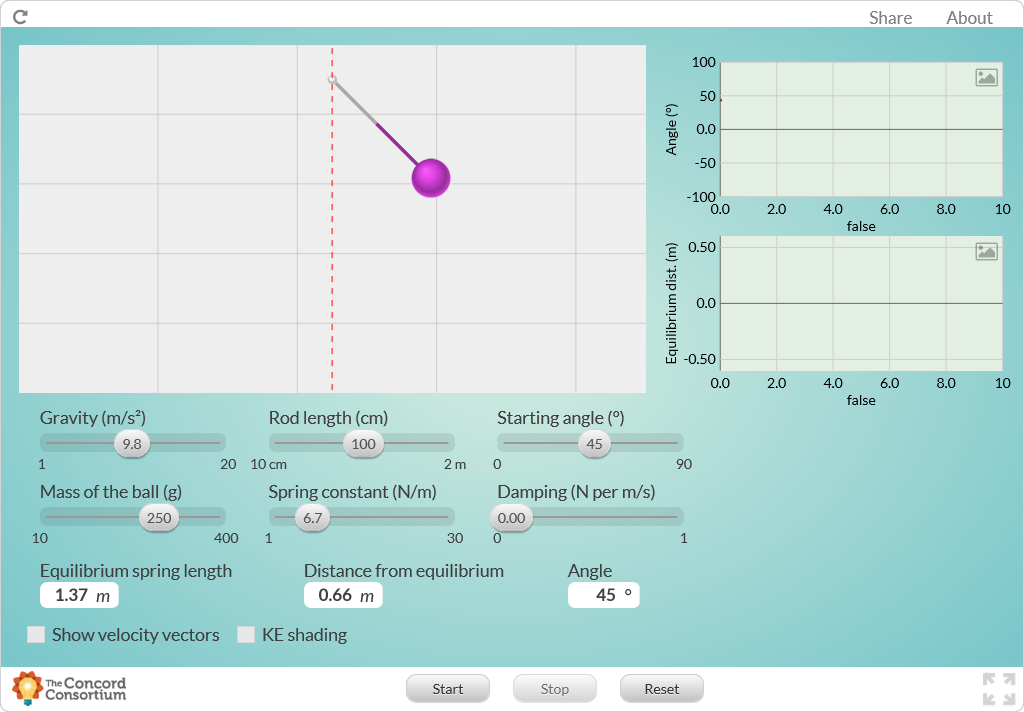 Share About
100
50
0.0
-50
-100
Angle (º)
0.0 2.0 4.0 6.0 8.0 10
false
0.50
0.0
-0.50
Equilibrium dist. (m)
0.0 2.0 4.0 6.0 8.0 10
false
Gravity (m/s²) Rod length (cm) Starting angle (º)
9.8 100 45
1 20 10 cm 2 m 0 90
Mass of the ball (g) Spring constant (N/m) Damping (N per m/s)
250 6.7 0.00
10 400 1 30 0 1
Equilibrium spring length Distance from equilibrium Angle
1.37 m 0.66 m 45 º
Show velocity vectors KE shading
The Concord
Consortium
Start Stop Reset